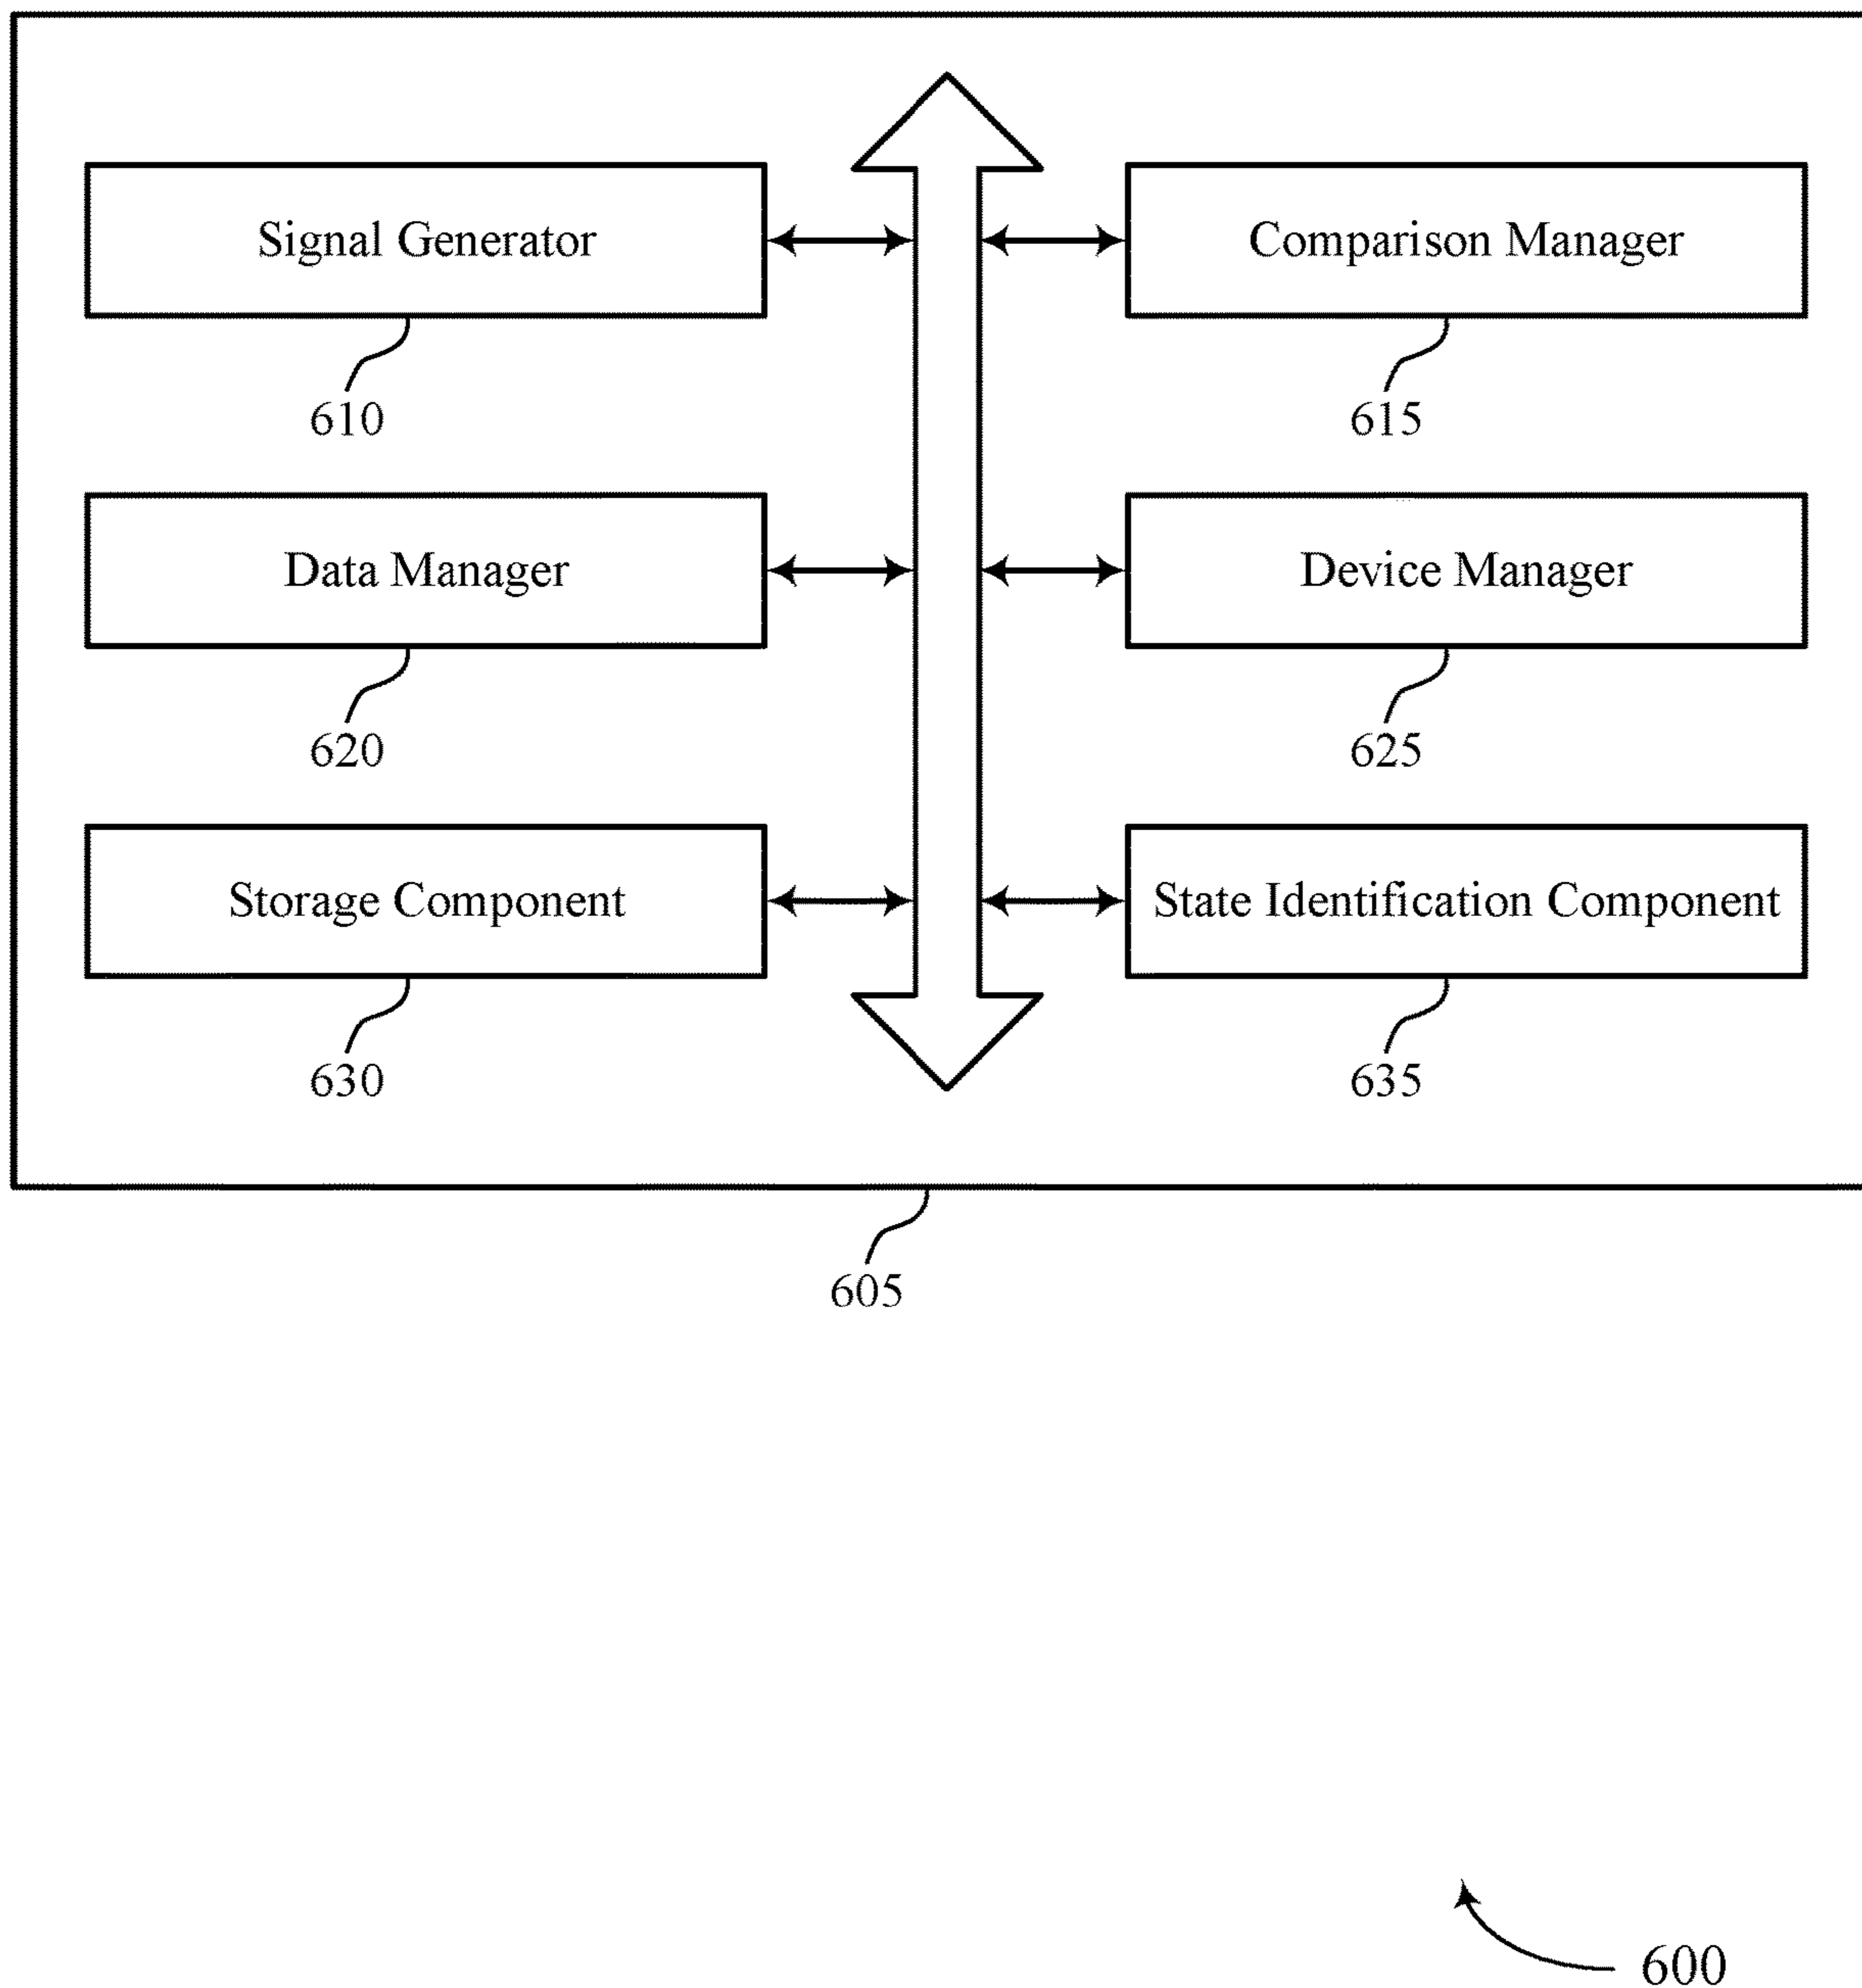 Signal Generator
Comparison Manager
610
615
Data Manager
Device Manager
620
625
Storage Component
State Identification Component
630
635
605
600